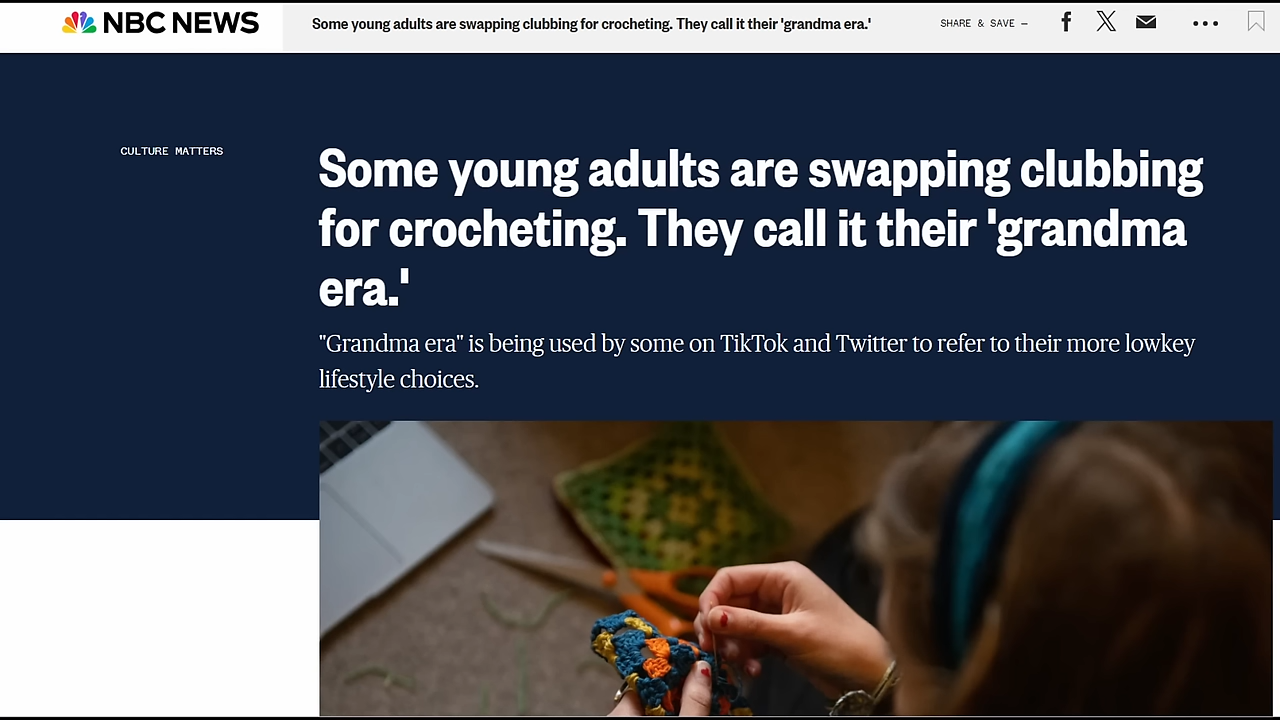 NBC NEWS
Some young adults are swapping clubbing for crocheting. They call it their 'grandma era.'
SHARE & SAVE —
CULTURE MATTERS
Some young adults are swapping clubbing
for crocheting. They call it their 'grandma
era.'
"Grandma era" is being used by some on TikTok and Twitter to refer to their more lowkey
lifestyle choices.